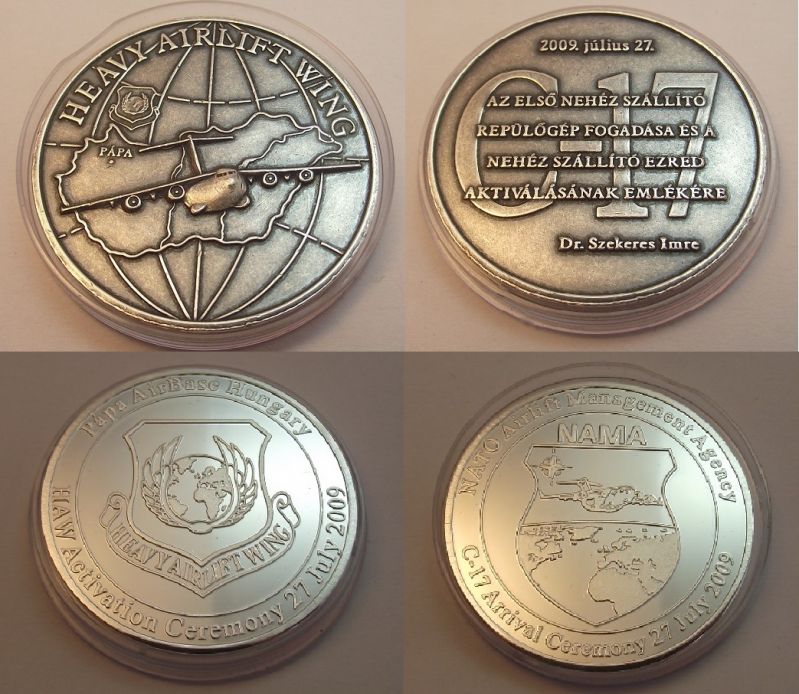 HEAVY AIRLIFT WING
PÁPA
2009. július 27.
C-17
AZ ELSŐ NEHÉZ SZÁLLÍTÓ
REPÜLŐGÉP FOGADÁSA ÉS A
NEHÉZ SZÁLLÍTÓ EZRED
AKTIVÁLÁSÁNAK EMLÉKÉRE
Dr. Szekeres Imre
Pápa AirBase Hungary
HEAVY AIRLIFT WING
HAW Activation Ceremony 27 July 2009
NATO Airlift Management Agency
NAMA
C-17 Arrival Ceremony 27 July 2009